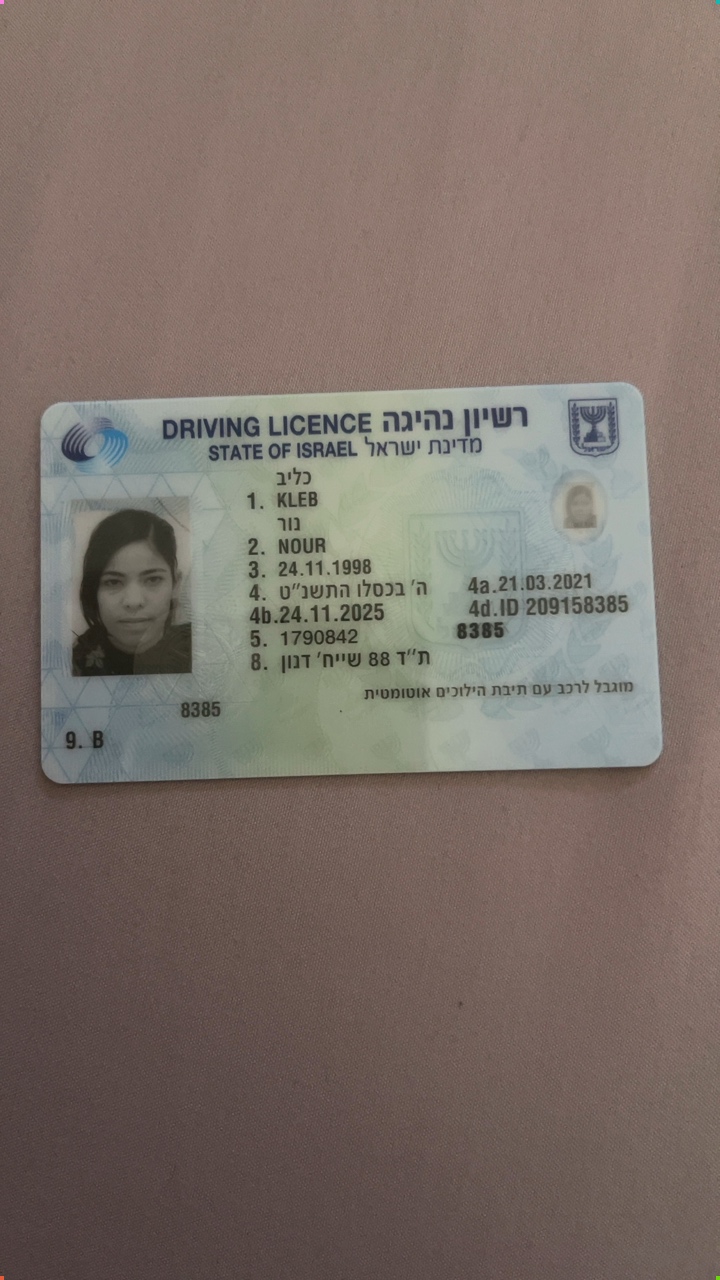 DRIVING LICENCE רשיון נהיגה
STATE OF ISRAEL מדינת ישראל
כליב
1. KLEB
נור
2. NOUR
3. 24.11.1998
4. ה' בכסלו התשנ"ט
4a.21.03.2021
4b.24.11.2025
4d.ID 209158385
5. 1790842
8385
8. ת"ד 88 שייח' דנון
מוגבל לרכב עם תיבת הילוכים אוטומטית
8385
9. B